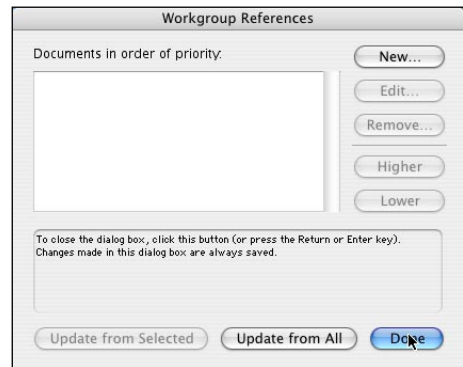 Workgroup References
Documents in order of priority:
New...
Edit...
Remove...
Higher
Lower
To close the dialog box, click this button (or press the Return or Enter key).
Changes made in this dialog box are always saved.
Update from Selected
Update from All
Done